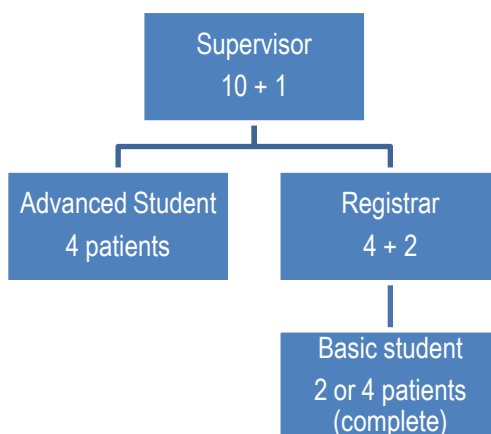 Supervisor
10 + 1
Advanced Student
4 patients
Registrar
4 + 2
Basic student
2 or 4 patients
(complete)